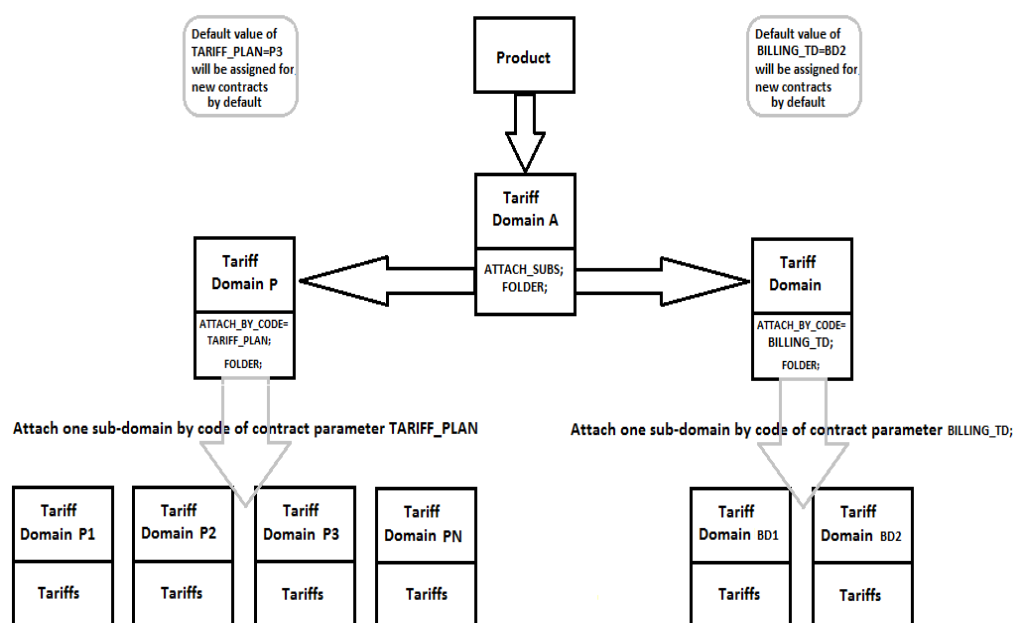 Default value of
TARIFF_PLAN=P3
will be assigned for
new contracts
by default
Product
Default value of
BILLING_TD=BD2
will be assigned for
new contracts
by default
Tariff
Domain A
ATTACH_SUBS;
FOLDER;
Tariff
Domain P
ATTACH_BY_CODE=
TARIFF_PLAN;
FOLDER;
Tariff
Domain
ATTACH_BY_CODE=
BILLING_TD;
FOLDER;
Attach one sub-domain by code of contract parameter TARIFF_PLAN
Attach one sub-domain by code of contract parameter BILLING_TD;
Tariff
Domain P1
Tariffs
Tariff
Domain P2
Tariffs
Tariff
Domain P3
Tariffs
Tariff
Domain PN
Tariffs
Tariff
Domain BD1
Tariffs
Tariff
Domain BD2
Tariffs